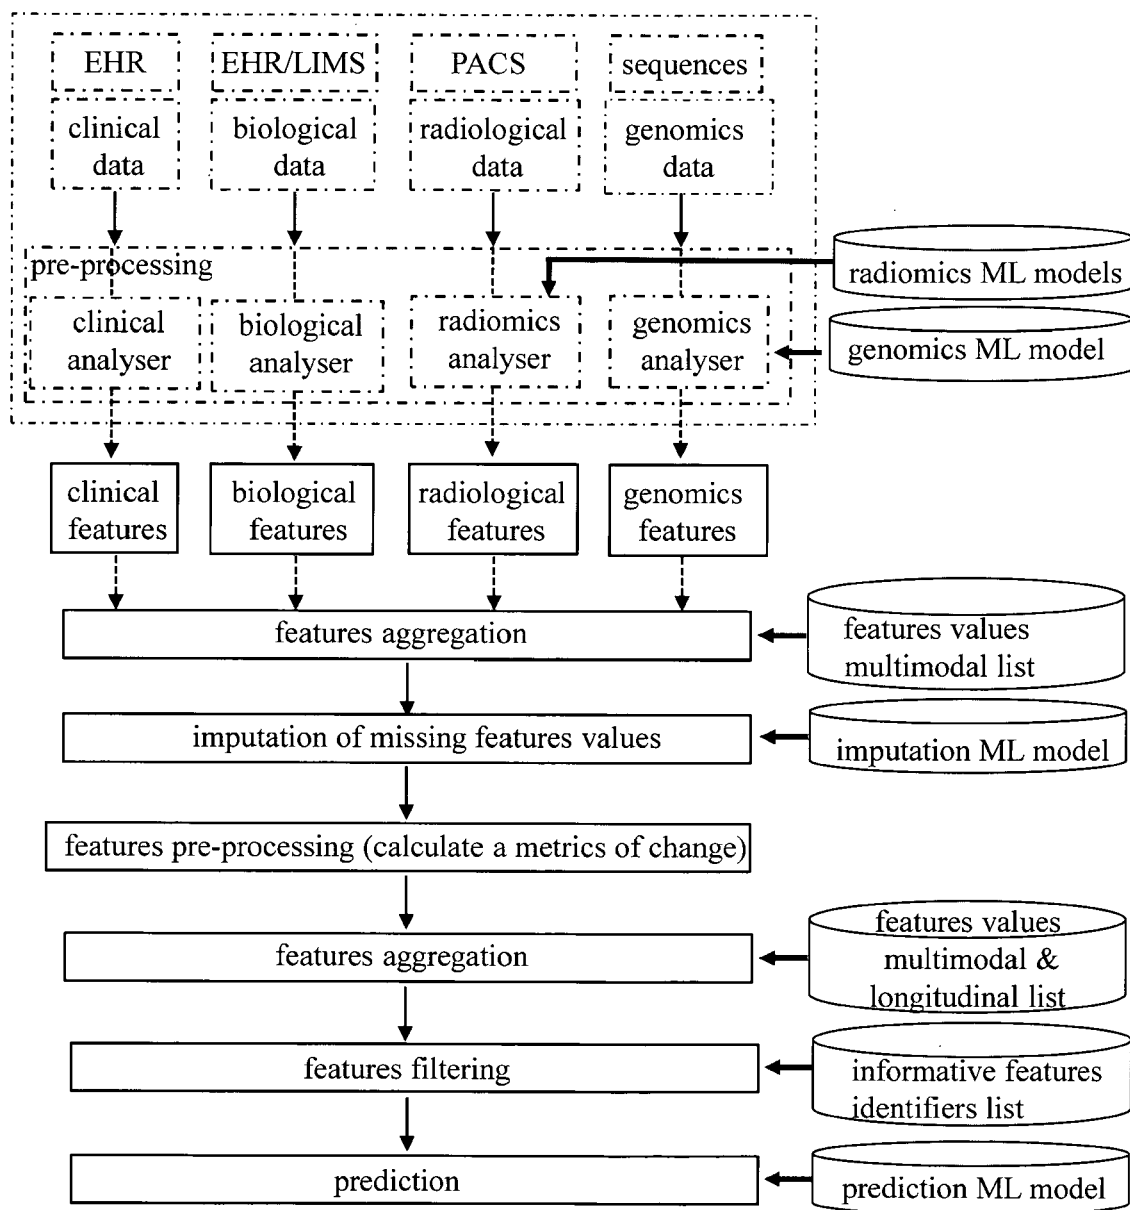 EHR
EHR/LIMS
PACS
sequences
clinical
data
biological
data
radiological
data
genomics
data
pre-processing
radiomics ML models
clinical
analyser
biological
analyser
radiomics
analyser
genomics
analyser
genomics ML model
clinical
features
biological
features
radiological
features
genomics
features
features aggregation
features values
multimodal list
imputation of missing features values
imputation ML model
features pre-processing (calculate a metrics of change)
features aggregation
features values
multimodal &
longitudinal list
features filtering
informative features
identifiers list
prediction
prediction ML model